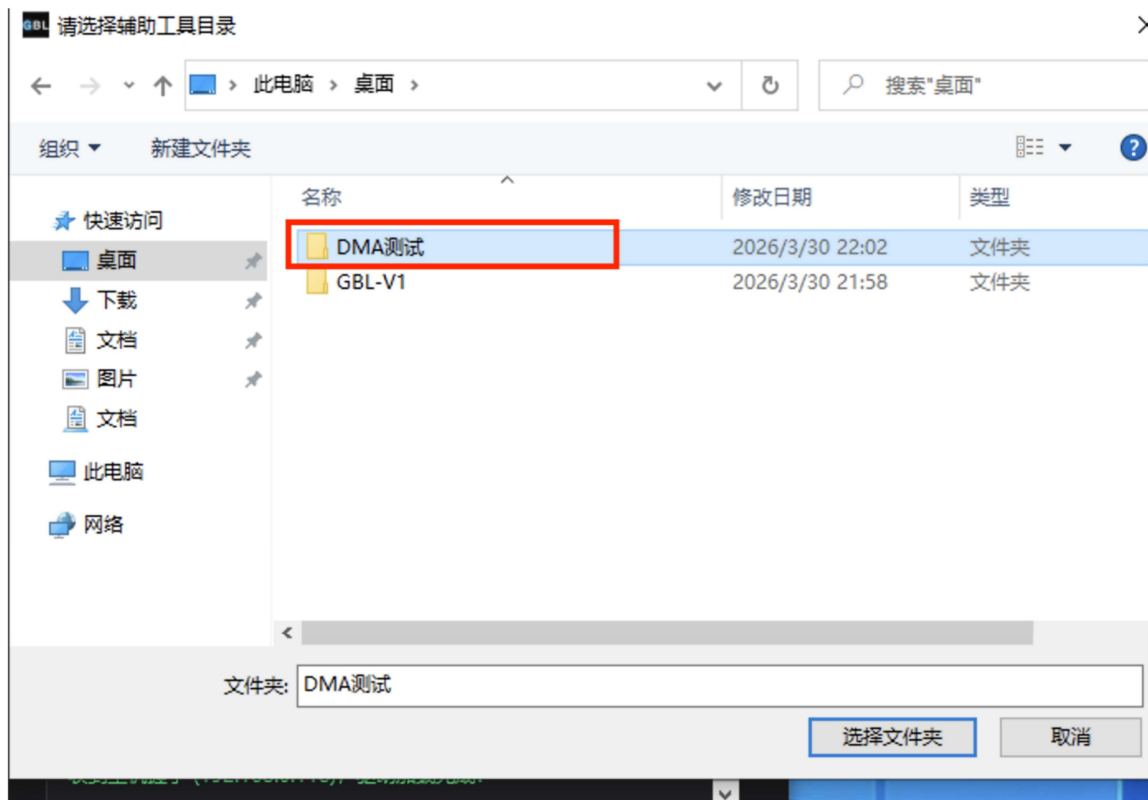 GBL 请选择辅助工具目录
此电脑 桌面 搜索"桌面"
组织 新建文件夹
名称 修改日期 类型
快速访问
桌面
下载
文档
图片
文档
此电脑
网络
DMA测试 2026/3/30 22:02 文件夹
GBL-V1 2026/3/30 21:58 文件夹
文件夹: DMA测试
选择文件夹 取消